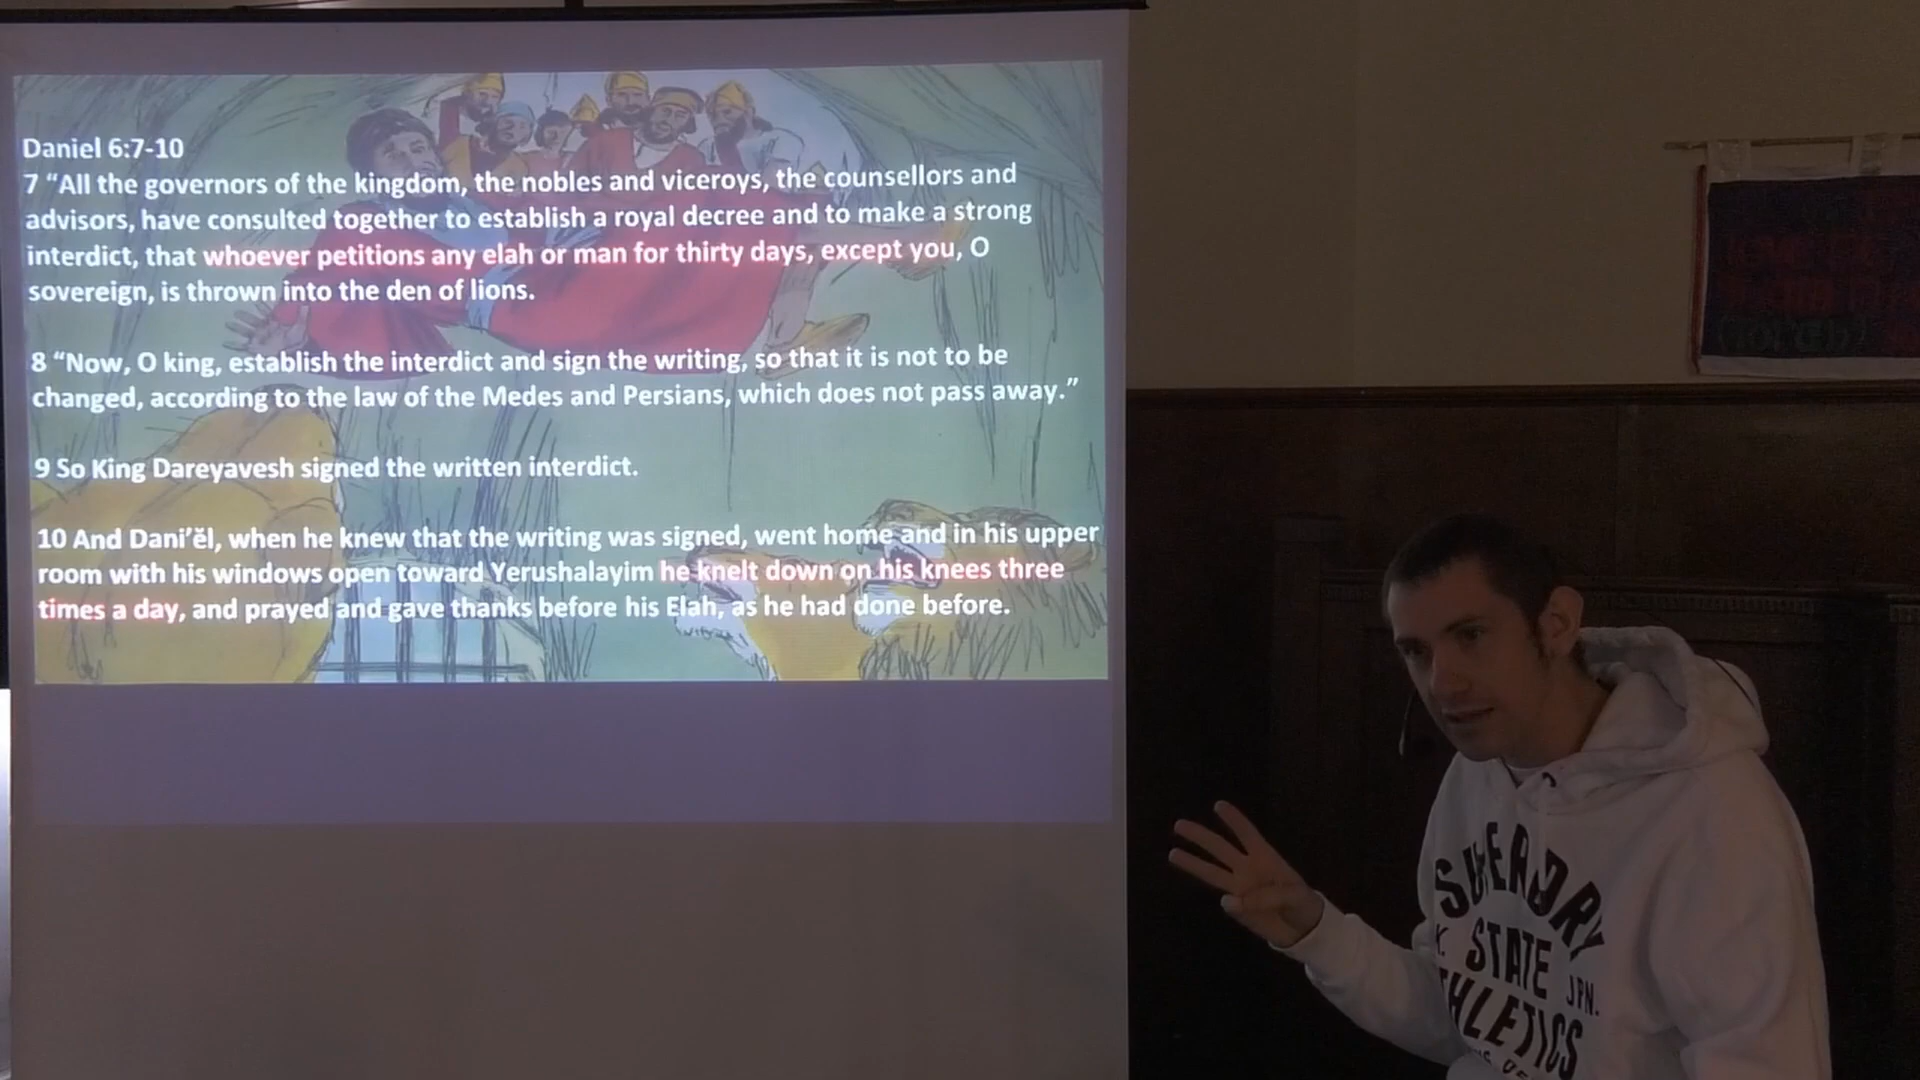 Daniel 6:7-10
7 “All the governors of the kingdom, the nobles and viceroys, the counsellors and
advisors, have consulted together to establish a royal decree and to make a strong
interdict, that whoever petitions any elah or man for thirty days, except you, O
sovereign, is thrown into the den of lions.
8 “Now, O king, establish the interdict and sign the writing, so that it is not to be
changed, according to the law of the Medes and Persians, which does not pass away.”
9 So King Dareyavesh signed the written interdict.
10 And Dani’ĕl, when he knew that the writing was signed, went home and in his upper
room with his windows open toward Yerushalayim he knelt down on his knees three
times a day, and prayed and gave thanks before his Elah, as he had done before.
SUPERDRY
K. STATE JPN.
THLETICS